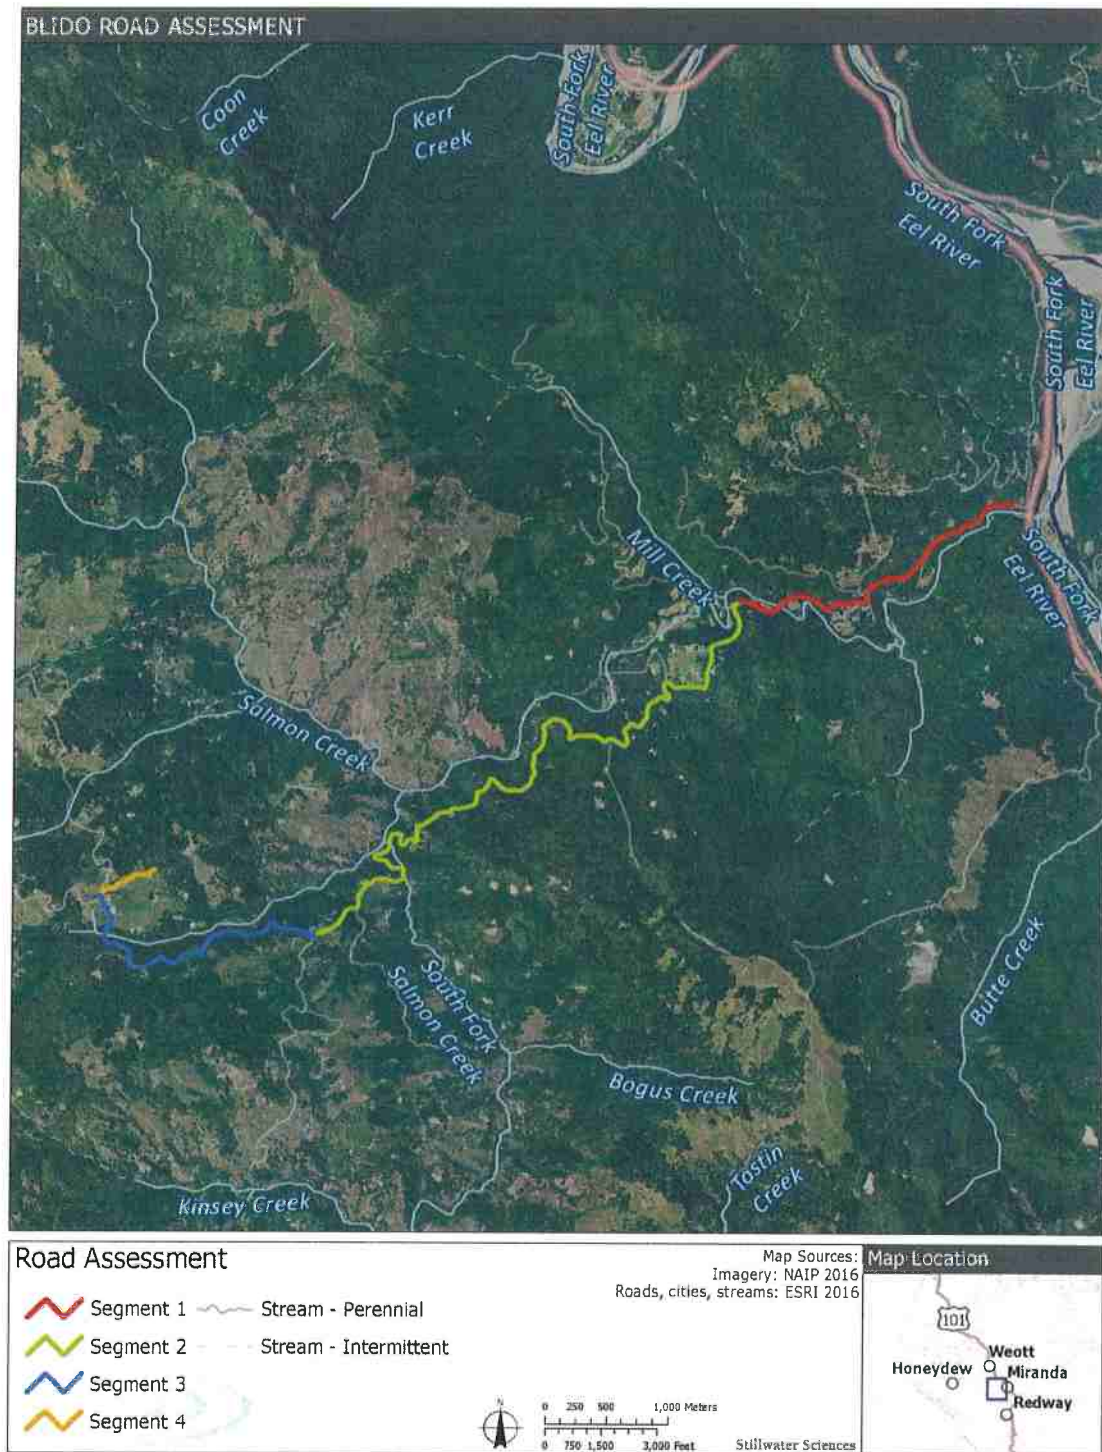 BLIDO ROAD ASSESSMENT
Coon
Creek
Kerr
Creek
South Fork
Eel River
South Fork
Eel River
South Fork
Eel River
Mill Creek
South Fork
Eel River
Salmon Creek
South Fork
Salmon Creek
Butte Creek
Bogus Creek
Tostin
Creek
Kinsey Creek
Road Assessment
Segment 1
Stream - Perennial
Segment 2
Stream - Intermittent
Segment 3
Segment 4
0 250 500 1,000 Meters
0 750 1,500 3,000 Feet
N
Map Sources:
Imagery: NAIP 2016
Roads, cities, streams: ESRI 2016
Stillwater Sciences
Map Location
101
Weott
Honeydew
Miranda
Redway